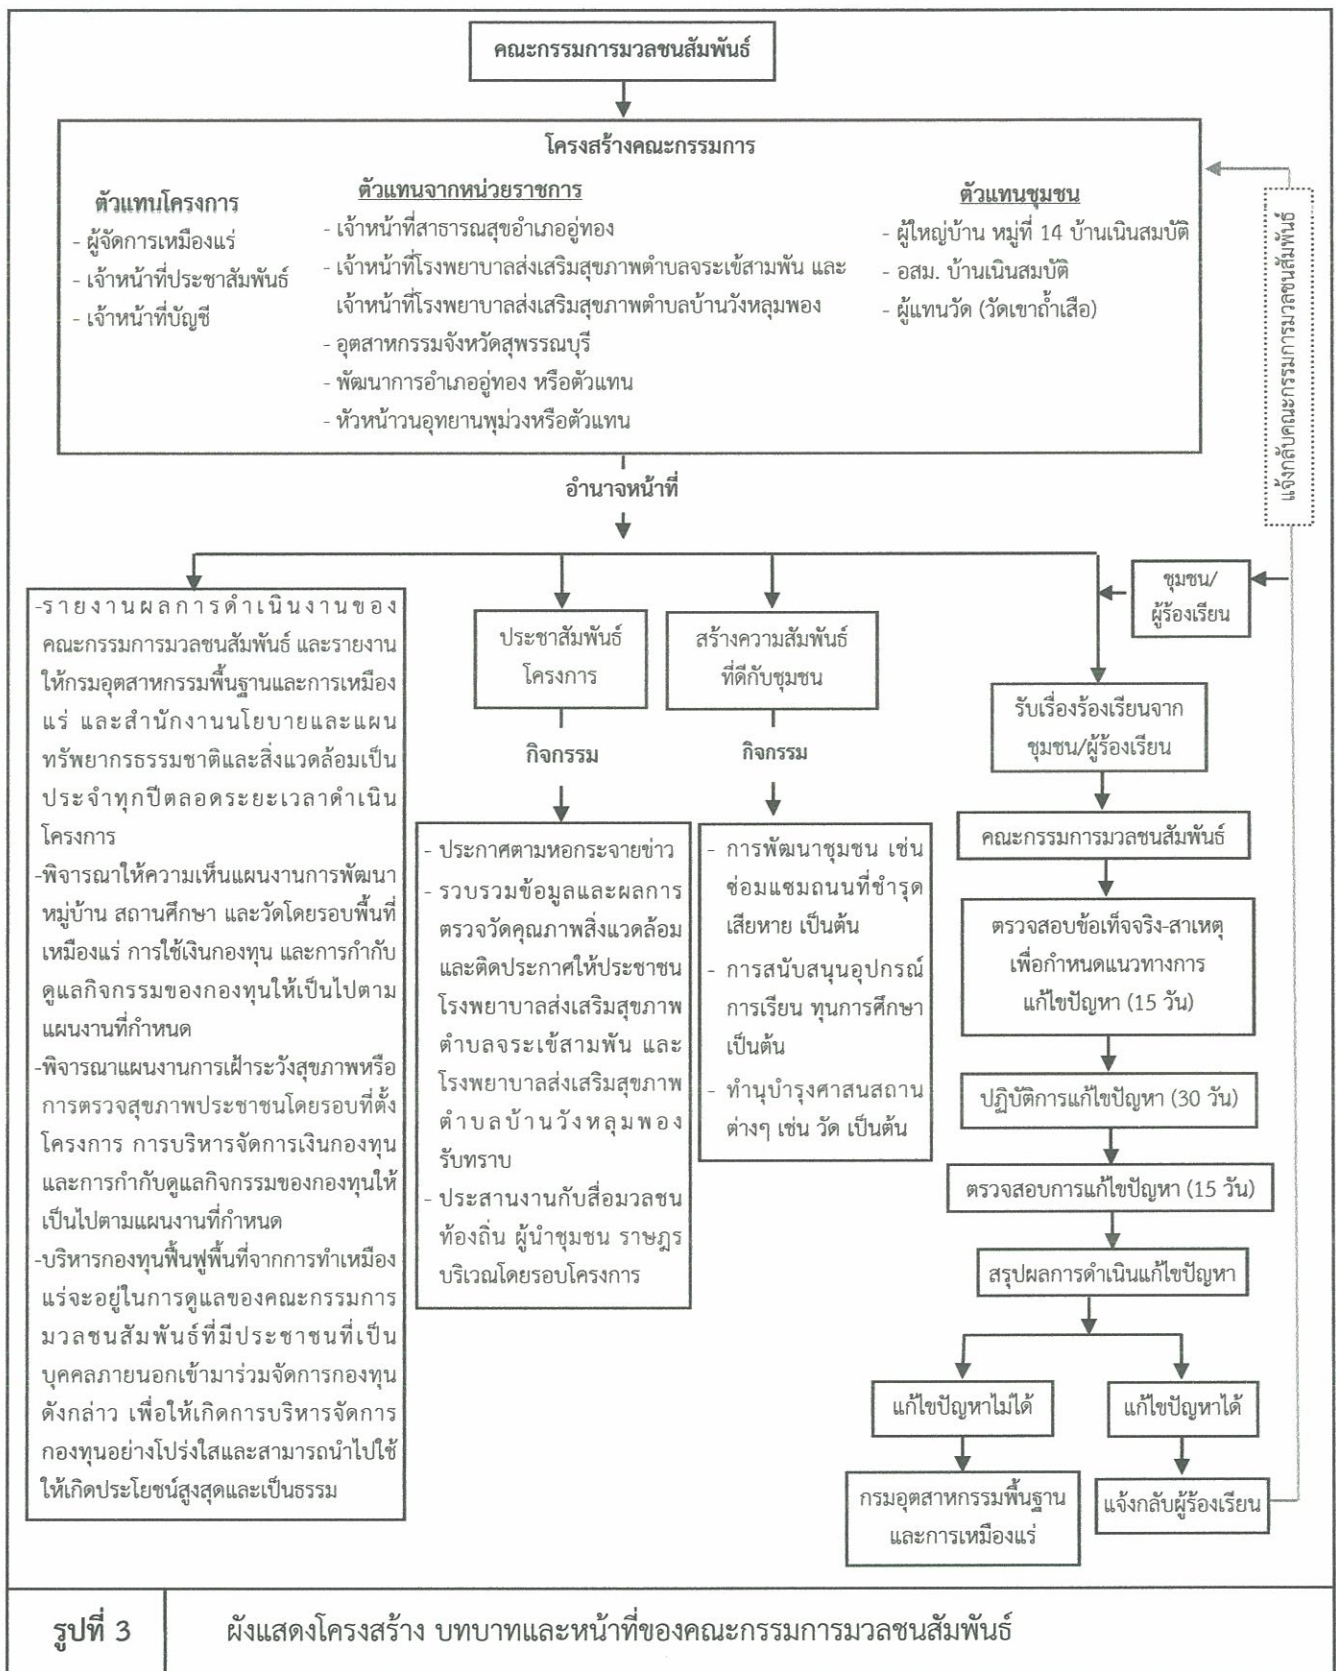 คณะกรรมการมวลชนสัมพันธ์
โครงสร้างคณะกรรมการ
ตัวแทนโครงการ
- ผู้จัดการเหมืองแร่
- เจ้าหน้าที่ประชาสัมพันธ์
- เจ้าหน้าที่บัญชี
ตัวแทนจากหน่วยราชการ
- เจ้าหน้าที่สาธารณสุขอำเภออู่ทอง
- เจ้าหน้าที่โรงพยาบาลส่งเสริมสุขภาพตำบลจระเข้สามพัน และ
เจ้าหน้าที่โรงพยาบาลส่งเสริมสุขภาพตำบลบ้านวังหลุมพอง
- อุตสาหกรรมจังหวัดสุพรรณบุรี
- พัฒนาการอำเภออู่ทอง หรือตัวแทน
- หัวหน้าวนอุทยานพุม่วงหรือตัวแทน
ตัวแทนชุมชน
- ผู้ใหญ่บ้าน หมู่ที่ 14 บ้านเนินสมบัติ
- อสม. บ้านเนินสมบัติ
- ผู้แทนวัด (วัดเขาถ้ำเสือ)
แจ้งกลับคณะกรรมการมวลชนสัมพันธ์
อำนาจหน้าที่
-รายงานผลการดำเนินงานของ
คณะกรรมการมวลชนสัมพันธ์ และรายงาน
ให้กรมอุตสาหกรรมพื้นฐานและการเหมือง
แร่ และสำนักงานนโยบายและแผน
ทรัพยากรธรรมชาติและสิ่งแวดล้อมเป็น
ประจำทุกปีตลอดระยะเวลาดำเนิน
โครงการ
-พิจารณาให้ความเห็นแผนงานการพัฒนา
หมู่บ้าน สถานศึกษา และวัดโดยรอบพื้นที่
เหมืองแร่ การใช้เงินกองทุน และการกำกับ
ดูแลกิจกรรมของกองทุนให้เป็นไปตาม
แผนงานที่กำหนด
-พิจารณาแผนงานการเฝ้าระวังสุขภาพหรือ
การตรวจสุขภาพประชาชนโดยรอบที่ตั้ง
โครงการ การบริหารจัดการเงินกองทุน
และการกำกับดูแลกิจกรรมของกองทุนให้
เป็นไปตามแผนงานที่กำหนด
-บริหารกองทุนฟื้นฟูพื้นที่จากการทำเหมือง
แร่จะอยู่ในการดูแลของคณะกรรมการ
มวลชนสัมพันธ์ที่มีประชาชนที่เป็น
บุคคลภายนอกเข้ามาร่วมจัดการกองทุน
ดังกล่าว เพื่อให้เกิดการบริหารจัดการ
กองทุนอย่างโปร่งใสและสามารถนำไปใช้
ให้เกิดประโยชน์สูงสุดและเป็นธรรม
ประชาสัมพันธ์
โครงการ
กิจกรรม
- ประกาศตามหอกระจายข่าว
- รวบรวมข้อมูลและผลการ
ตรวจวัดคุณภาพสิ่งแวดล้อม
และติดประกาศให้ประชาชน
โรงพยาบาลส่งเสริมสุขภาพ
ตำบลจระเข้สามพัน และ
โรงพยาบาลส่งเสริมสุขภาพ
ตำบลบ้านวังหลุมพอง
รับทราบ
- ประสานงานกับสื่อมวลชน
ท้องถิ่น ผู้นำชุมชน ราษฎร
บริเวณโดยรอบโครงการ
สร้างความสัมพันธ์
ที่ดีกับชุมชน
กิจกรรม
- การพัฒนาชุมชน เช่น
ซ่อมแซมถนนที่ชำรุด
เสียหาย เป็นต้น
- การสนับสนุนอุปกรณ์
การเรียน ทุนการศึกษา
เป็นต้น
- ทำนุบำรุงศาสนสถาน
ต่างๆ เช่น วัด เป็นต้น
ชุมชน/
ผู้ร้องเรียน
รับเรื่องร้องเรียนจาก
ชุมชน/ผู้ร้องเรียน
คณะกรรมการมวลชนสัมพันธ์
ตรวจสอบข้อเท็จจริง-สาเหตุ
เพื่อกำหนดแนวทางการ
แก้ไขปัญหา (15 วัน)
ปฏิบัติการแก้ไขปัญหา (30 วัน)
ตรวจสอบการแก้ไขปัญหา (15 วัน)
สรุปผลการดำเนินแก้ไขปัญหา
แก้ไขปัญหาไม่ได้
แก้ไขปัญหาได้
กรมอุตสาหกรรมพื้นฐาน
และการเหมืองแร่
แจ้งกลับผู้ร้องเรียน
รูปที่ 3
ผังแสดงโครงสร้าง บทบาทและหน้าที่ของคณะกรรมการมวลชนสัมพันธ์